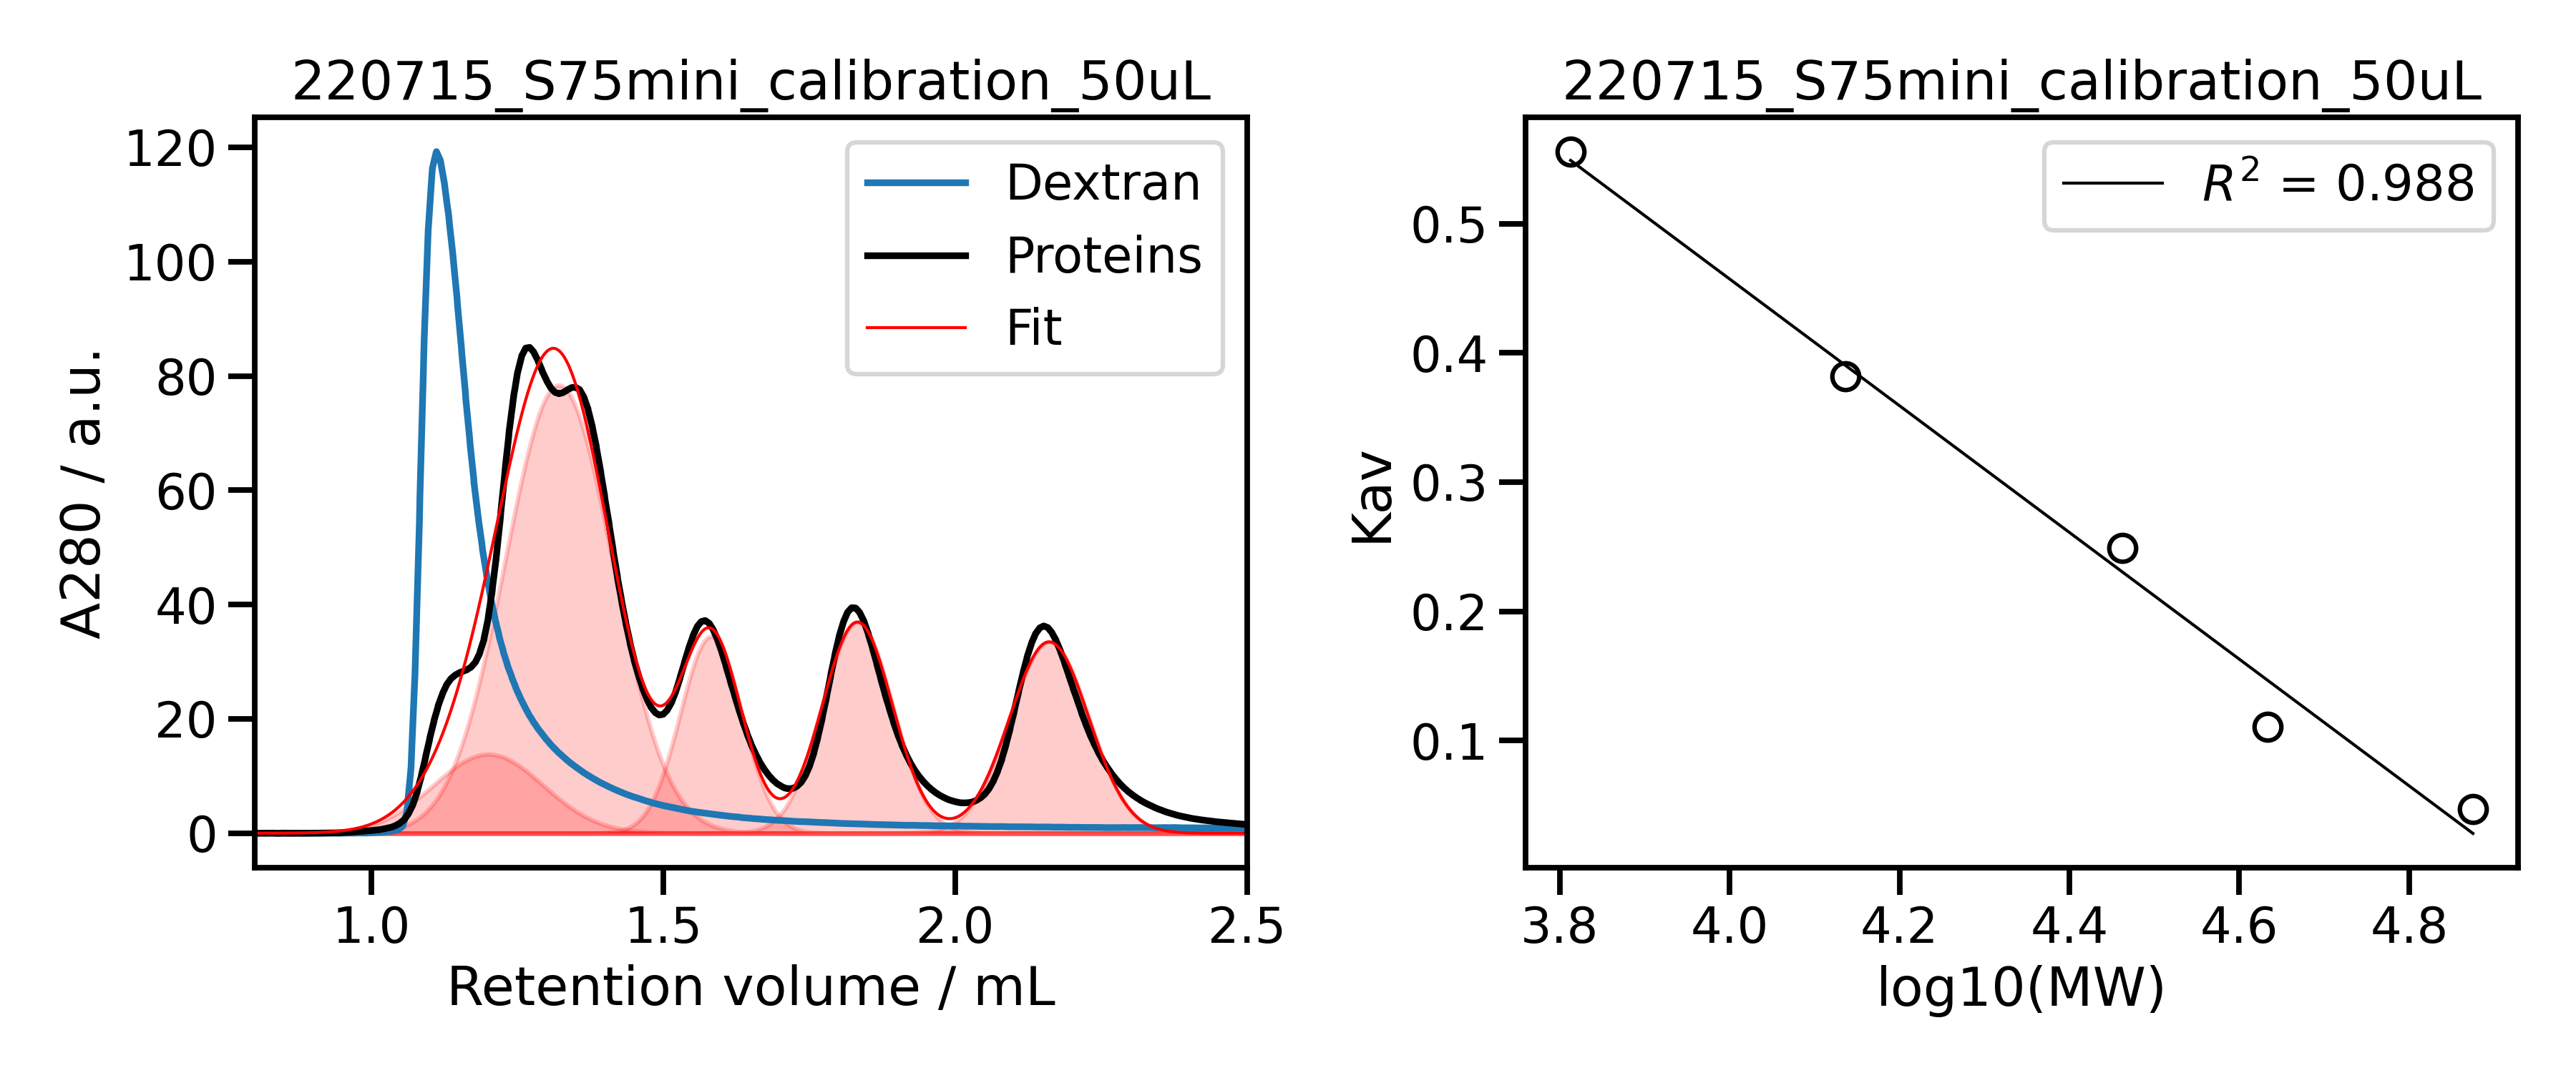 220715_S75mini_calibration_50uL
120
100
80
60
40
20
0
A280 / a.u.
Dextran
Proteins
Fit
1.0 1.5 2.0 2.5
Retention volume / mL
220715_S75mini_calibration_50uL
0.5
0.4
0.3
0.2
0.1
Kav
R² = 0.988
3.8 4.0 4.2 4.4 4.6 4.8
log10(MW)